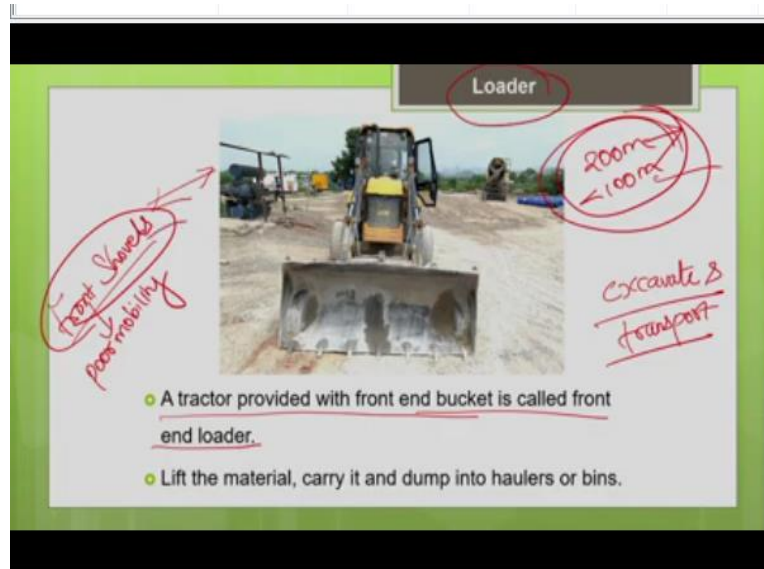 Loader
200m
<100m
Front Shovels
poor mobility
excavate &
transport
A tractor provided with front end bucket is called front
end loader.
Lift the material, carry it and dump into haulers or bins.